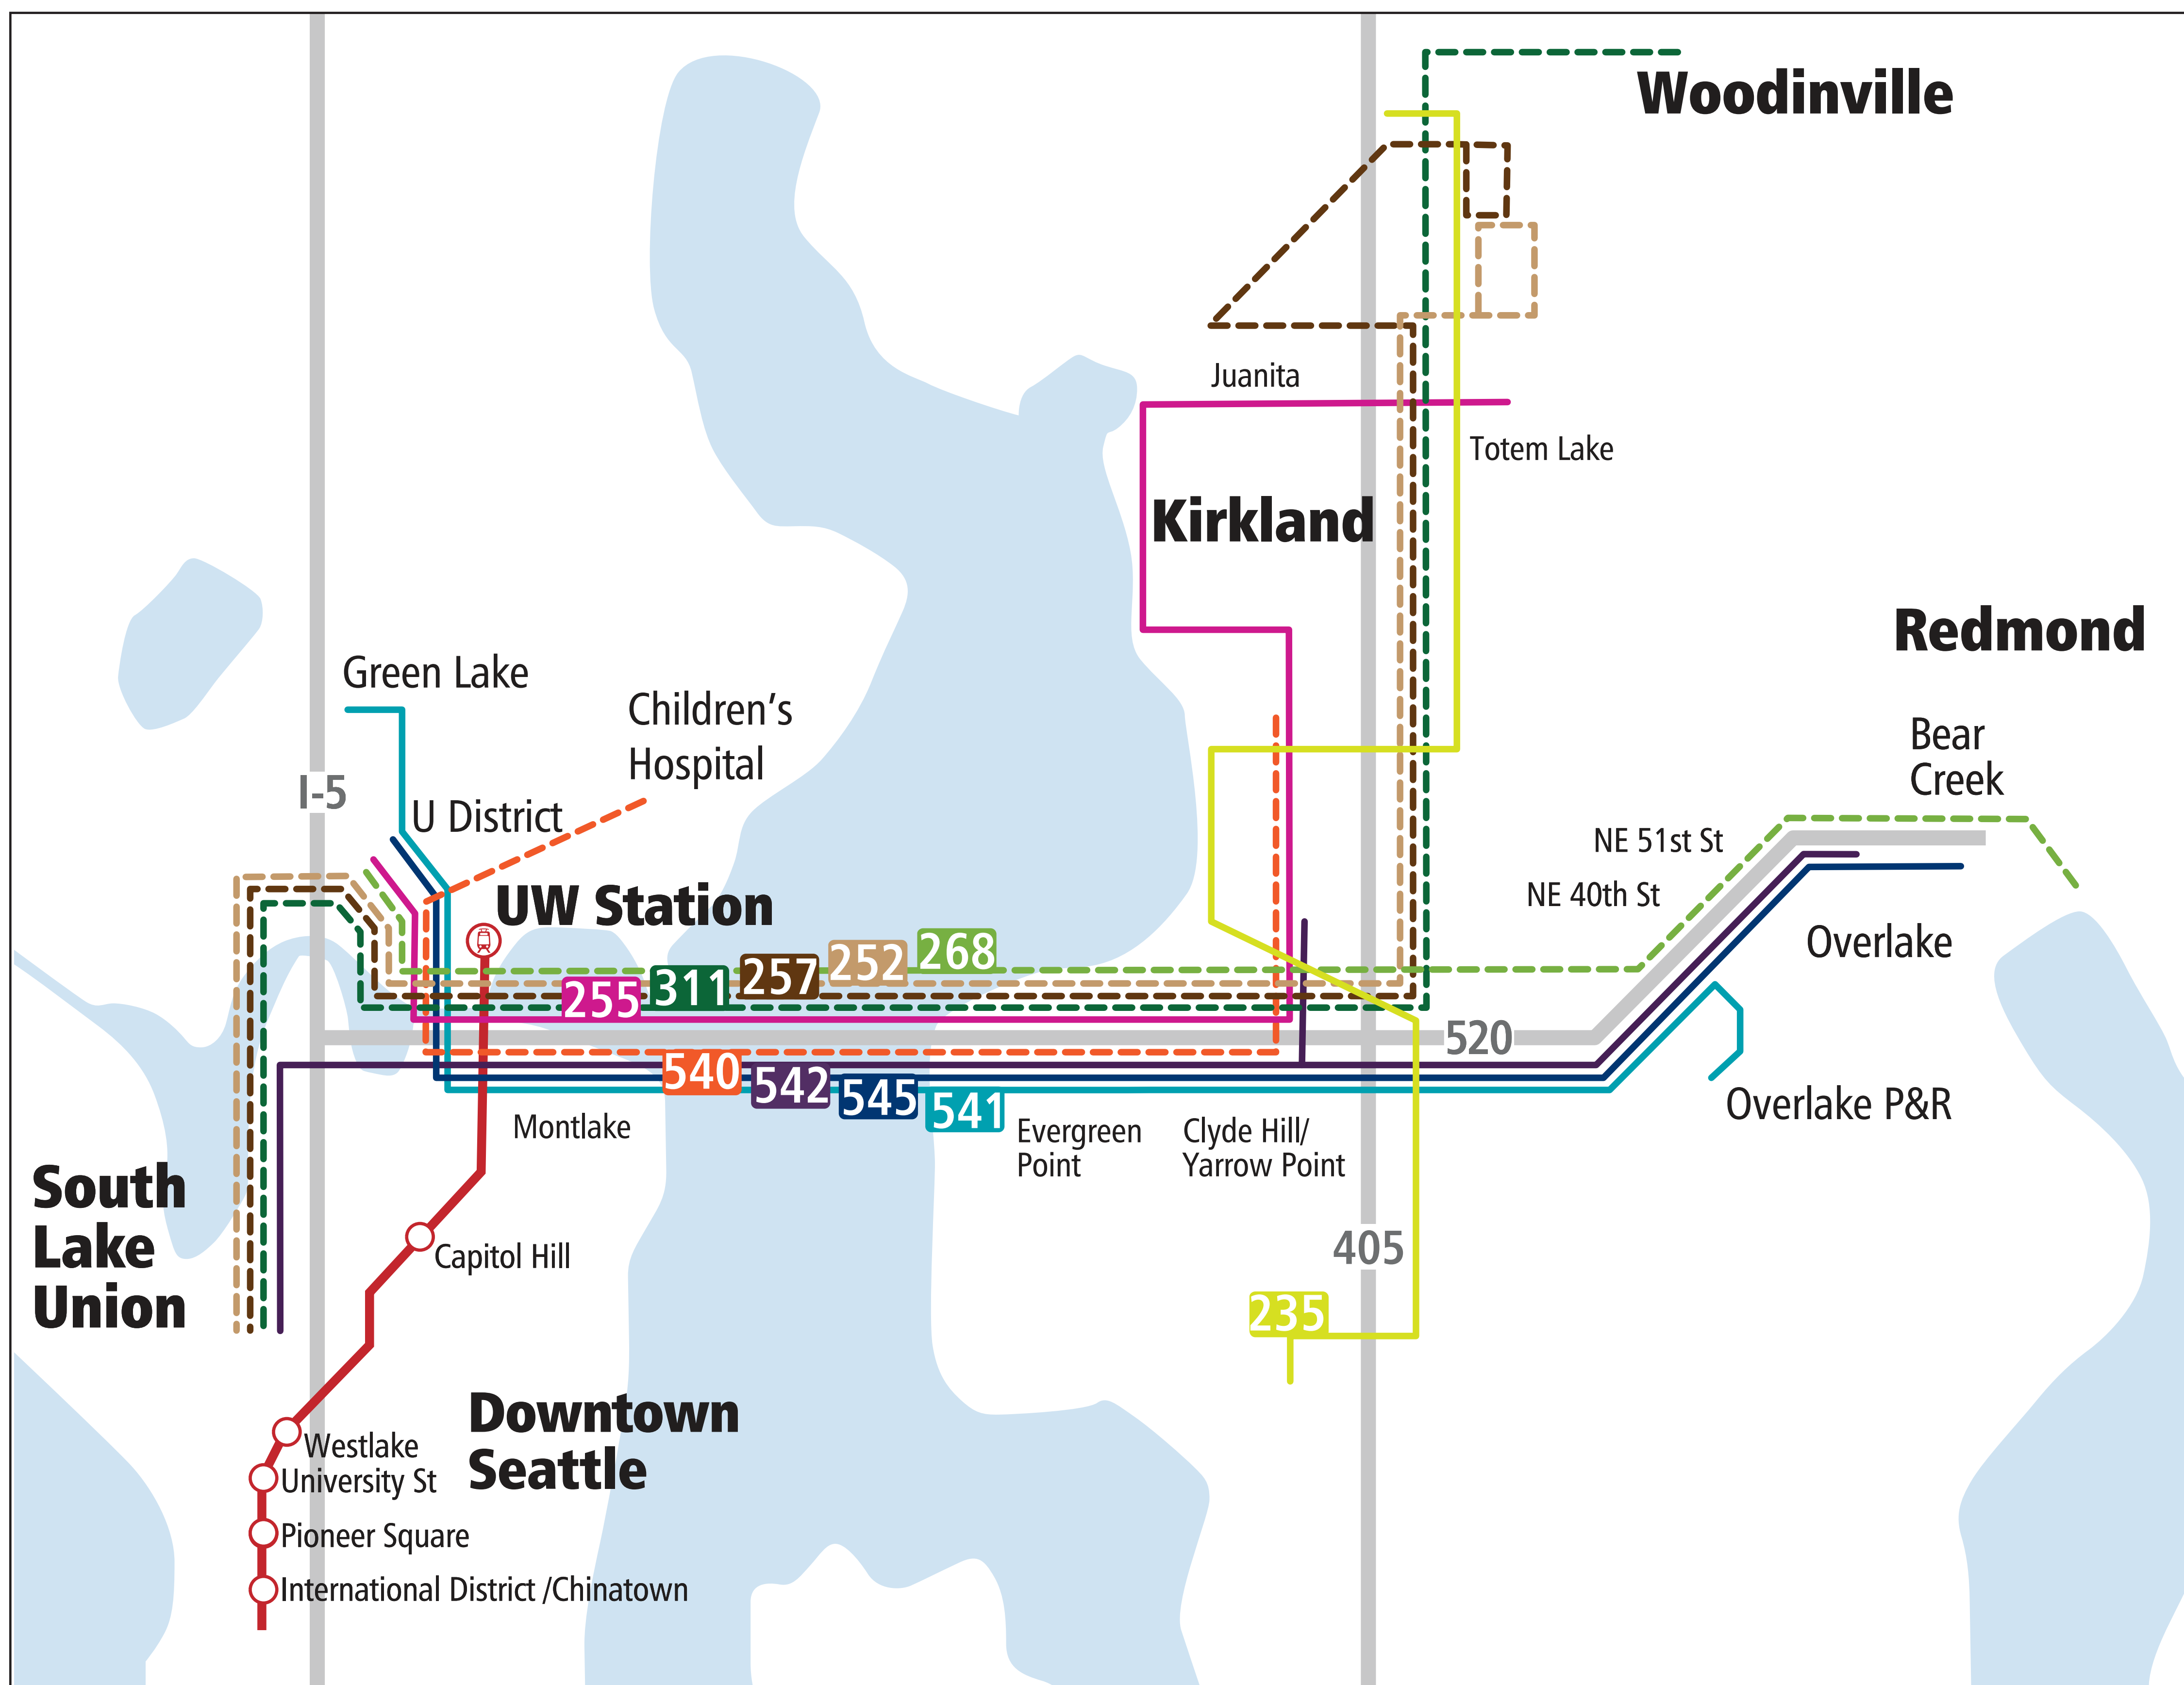 Woodinville
Juanita
Totem Lake
Kirkland
Redmond
Green Lake
Children's
Hospital
Bear
Creek
I-5
U District
NE 51st St
NE 40th St
UW Station
Overlake
268
252
257
311
255
520
540
542
545
541
Overlake P&R
Montlake
Evergreen
Point
Clyde Hill/
Yarrow Point
South
Lake
Union
Capitol Hill
405
235
Downtown
Seattle
Westlake
University St
Pioneer Square
International District /Chinatown